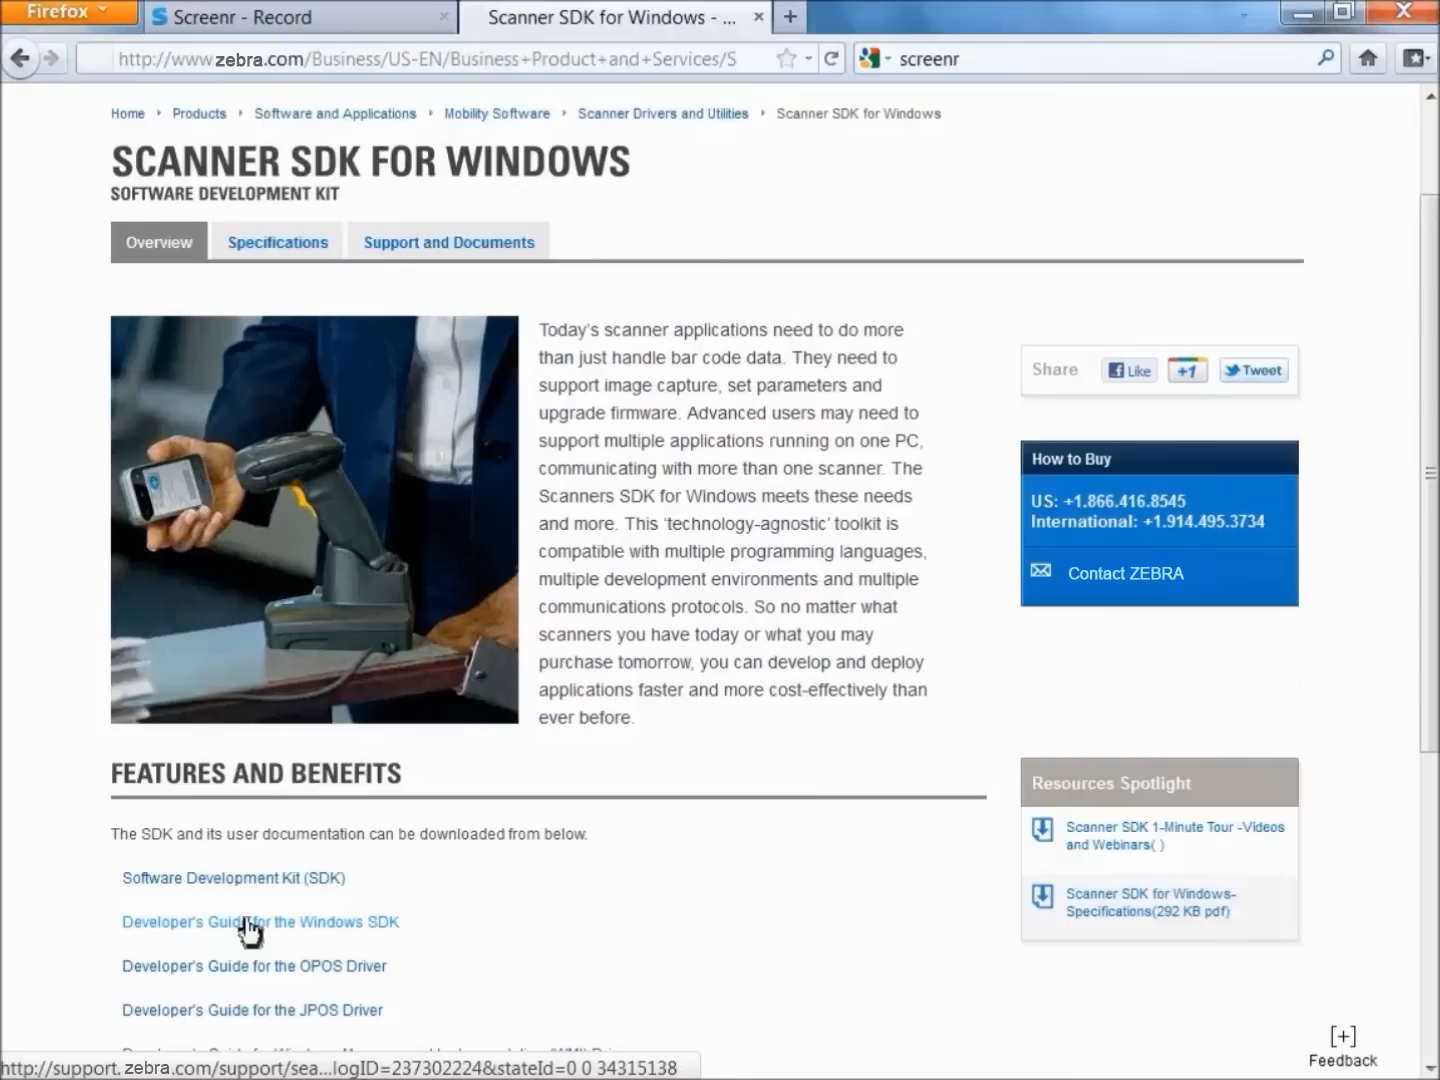 Firefox
Screenr - Record
Scanner SDK for Windows - ...
http://www.zebra.com/Business/US-EN/Business+Product+and+Services/S
screenr
Home
Products
Software and Applications
Mobility Software
Scanner Drivers and Utilities
Scanner SDK for Windows
SCANNER SDK FOR WINDOWS
SOFTWARE DEVELOPMENT KIT
Overview
Specifications
Support and Documents
Today's scanner applications need to do more
than just handle bar code data. They need to
support image capture, set parameters and
upgrade firmware. Advanced users may need to
support multiple applications running on one PC,
communicating with more than one scanner. The
Scanners SDK for Windows meets these needs
and more. This 'technology-agnostic' toolkit is
compatible with multiple programming languages,
multiple development environments and multiple
communications protocols. So no matter what
scanners you have today or what you may
purchase tomorrow, you can develop and deploy
applications faster and more cost-effectively than
ever before.
Share
Like
+1
Tweet
How to Buy
US: +1.866.416.8545
International: +1.914.495.3734
Contact ZEBRA
FEATURES AND BENEFITS
The SDK and its user documentation can be downloaded from below.
Software Development Kit (SDK)
Developer's Guide for the Windows SDK
Developer's Guide for the OPOS Driver
Developer's Guide for the JPOS Driver
Resources Spotlight
Scanner SDK 1-Minute Tour -Videos
and Webinars( )
Scanner SDK for Windows-
Specifications(292 KB pdf)
[+]
Feedback
http://support.zebra.com/support/sea...logID=237302224&stateId=0 0 34315138